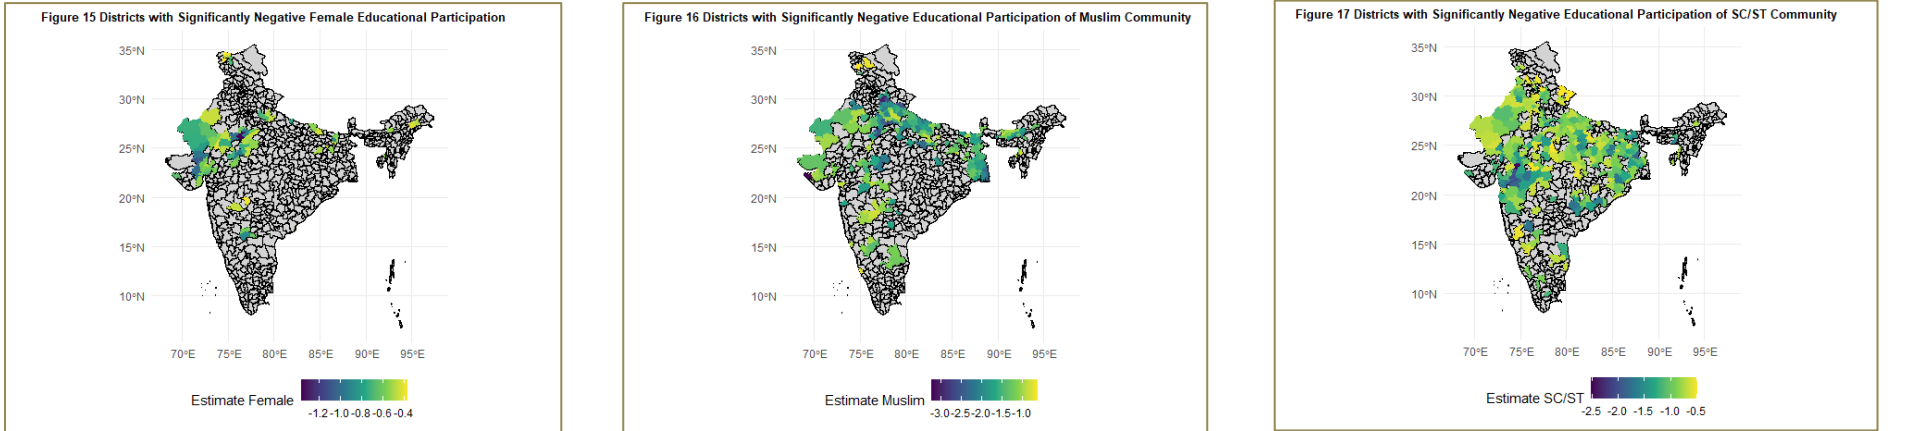 Figure 15 Districts with Significantly Negative Female Educational Participation
35°N
30°N
25°N
20°N
15°N
10°N
70°E 75°E 80°E 85°E 90°E 95°E
Estimate Female
-1.2 -1.0 -0.8 -0.6 -0.4
Figure 16 Districts with Significantly Negative Educational Participation of Muslim Community
35°N
30°N
25°N
20°N
15°N
10°N
70°E 75°E 80°E 85°E 90°E 95°E
Estimate Muslim
-3.0 -2.5 -2.0 -1.5 -1.0
Figure 17 Districts with Significantly Negative Educational Participation of SC/ST Community
35°N
30°N
25°N
20°N
15°N
10°N
70°E 75°E 80°E 85°E 90°E 95°E
Estimate SC/ST
-2.5 -2.0 -1.5 -1.0 -0.5